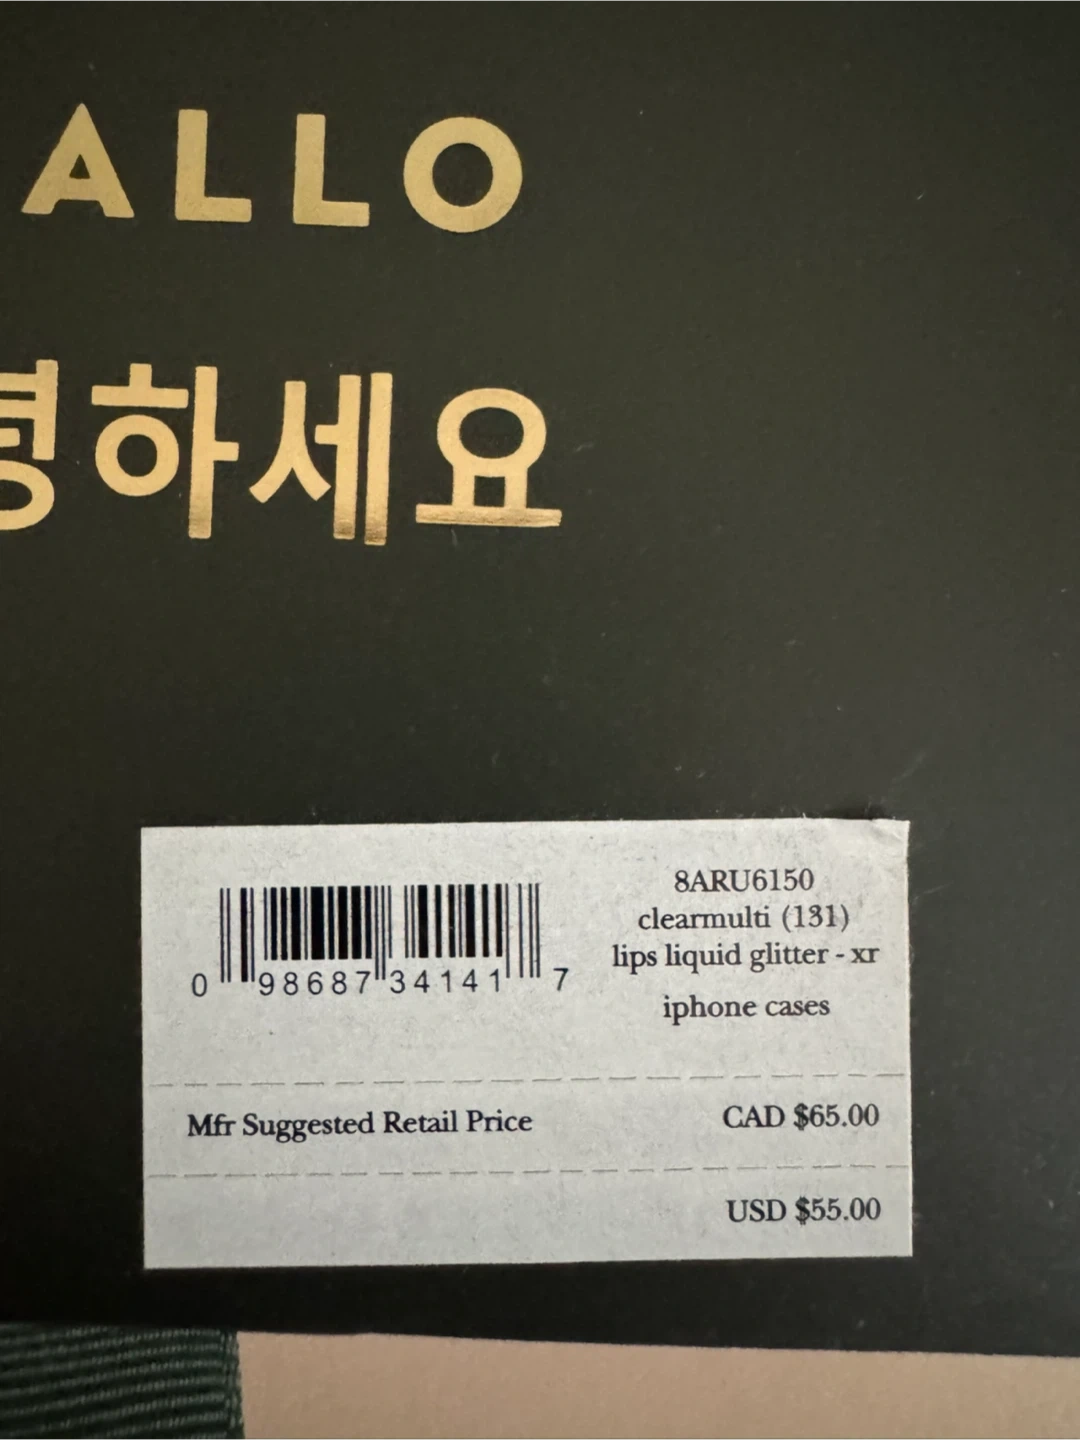 ALLO
녕하세요
8ARU6150
clearmulti (131)
lips liquid glitter - xr
iphone cases
0 98687 34141 7
Mfr Suggested Retail Price CAD $65.00
USD $55.00